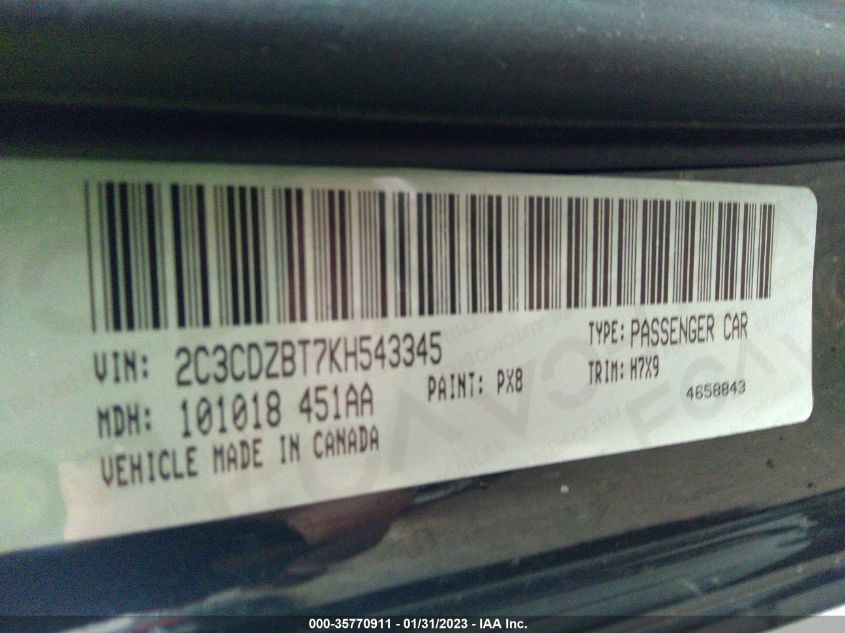 VIN: 2C3CDZBT7KH543345 TYPE: PASSENGER CAR
MDH: 101018 451AA PAINT: PX8 TRIM: H7X9
VEHICLE MADE IN CANADA 4658843
000-35770911 - 01/31/2023 - IAA Inc.